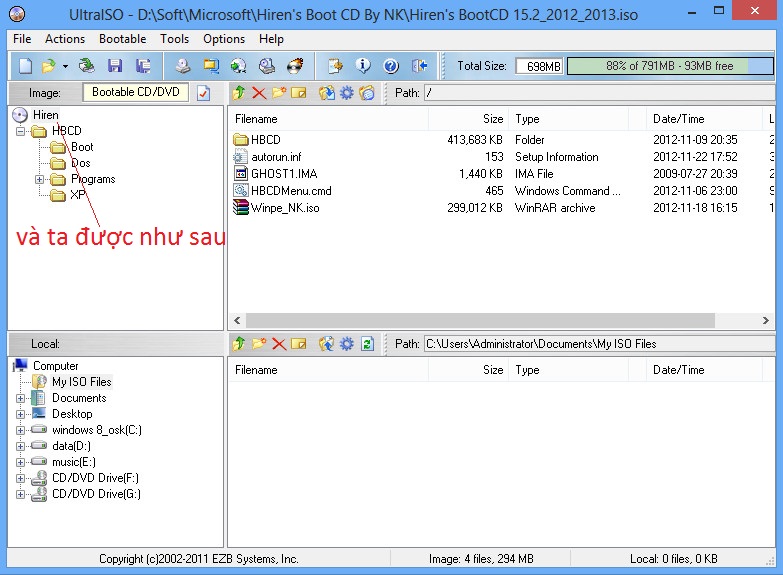 UltraISO - D:\Soft\Microsoft\Hiren's Boot CD By NK\Hiren's BootCD 15.2_2012_2013.iso
File Actions Bootable Tools Options Help
Total Size: 698MB 88% of 791MB - 93MB free
Image: Bootable CD/DVD Path: /
Hiren
HBCD
Boot
Dos
Programs
XP
và ta được như sau
Filename Size Type Date/Time L
HBCD 413,683 KB Folder 2012-11-09 20:35 2
autorun.inf 153 Setup Information 2012-11-22 17:52 3
GHOST1.IMA 1,440 KB IMA File 2009-07-27 20:39
HBCDMenu.cmd 465 Windows Command ... 2012-11-06 23:00
Winpe_NK.iso 299,012 KB WinRAR archive 2012-11-18 16:15
Local: Path: C:\Users\Administrator\Documents\My ISO Files
Computer
My ISO Files
Documents
Desktop
windows 8_osk(C:)
data(D:)
music(E:)
CD/DVD Drive(F:)
CD/DVD Drive(G:)
Filename Size Type Date/Time
Copyright (c)2002-2011 EZB Systems, Inc. Image: 4 files, 294 MB Local: 0 files, 0 KB